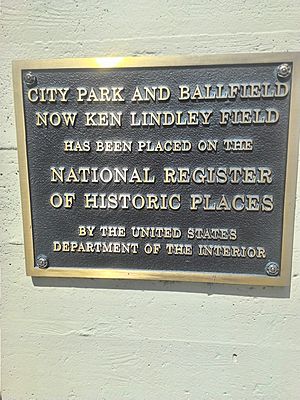 CITY PARK AND BALLFIELD
NOW KEN LINDLEY FIELD
HAS BEEN PLACED ON THE
NATIONAL REGISTER
OF HISTORIC PLACES
BY THE UNITED STATES
DEPARTMENT OF THE INTERIOR